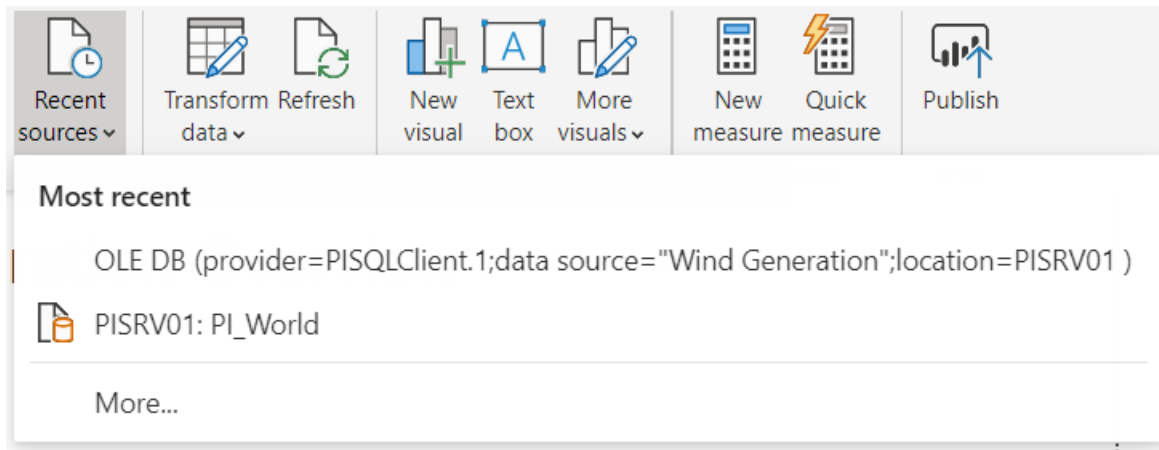 Recent Transform Refresh New Text More New Quick Publish
sources data visual box visuals measure measure
Most recent
OLE DB (provider=PISQLClient.1;data source="Wind Generation";location=PISRV01 )
PISRV01: PI_World
More...